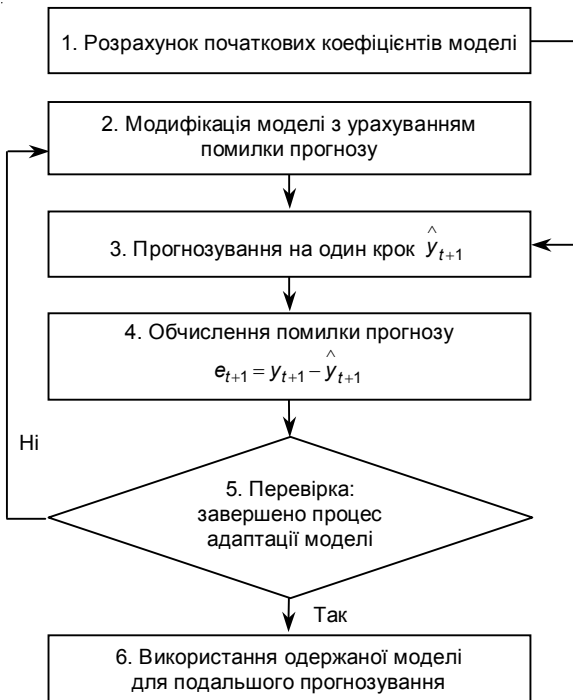 1. Розрахунок початкових коефіцієнтів моделі
2. Модифікація моделі з урахуванням
помилки прогнозу
3. Прогнозування на один крок ŷ_{t+1}
4. Обчислення помилки прогнозу
e_{t+1} = y_{t+1} − ŷ_{t+1}
Ні
5. Перевірка:
завершено процес
адаптації моделі
Так
6. Використання одержаної моделі
для подальшого прогнозування